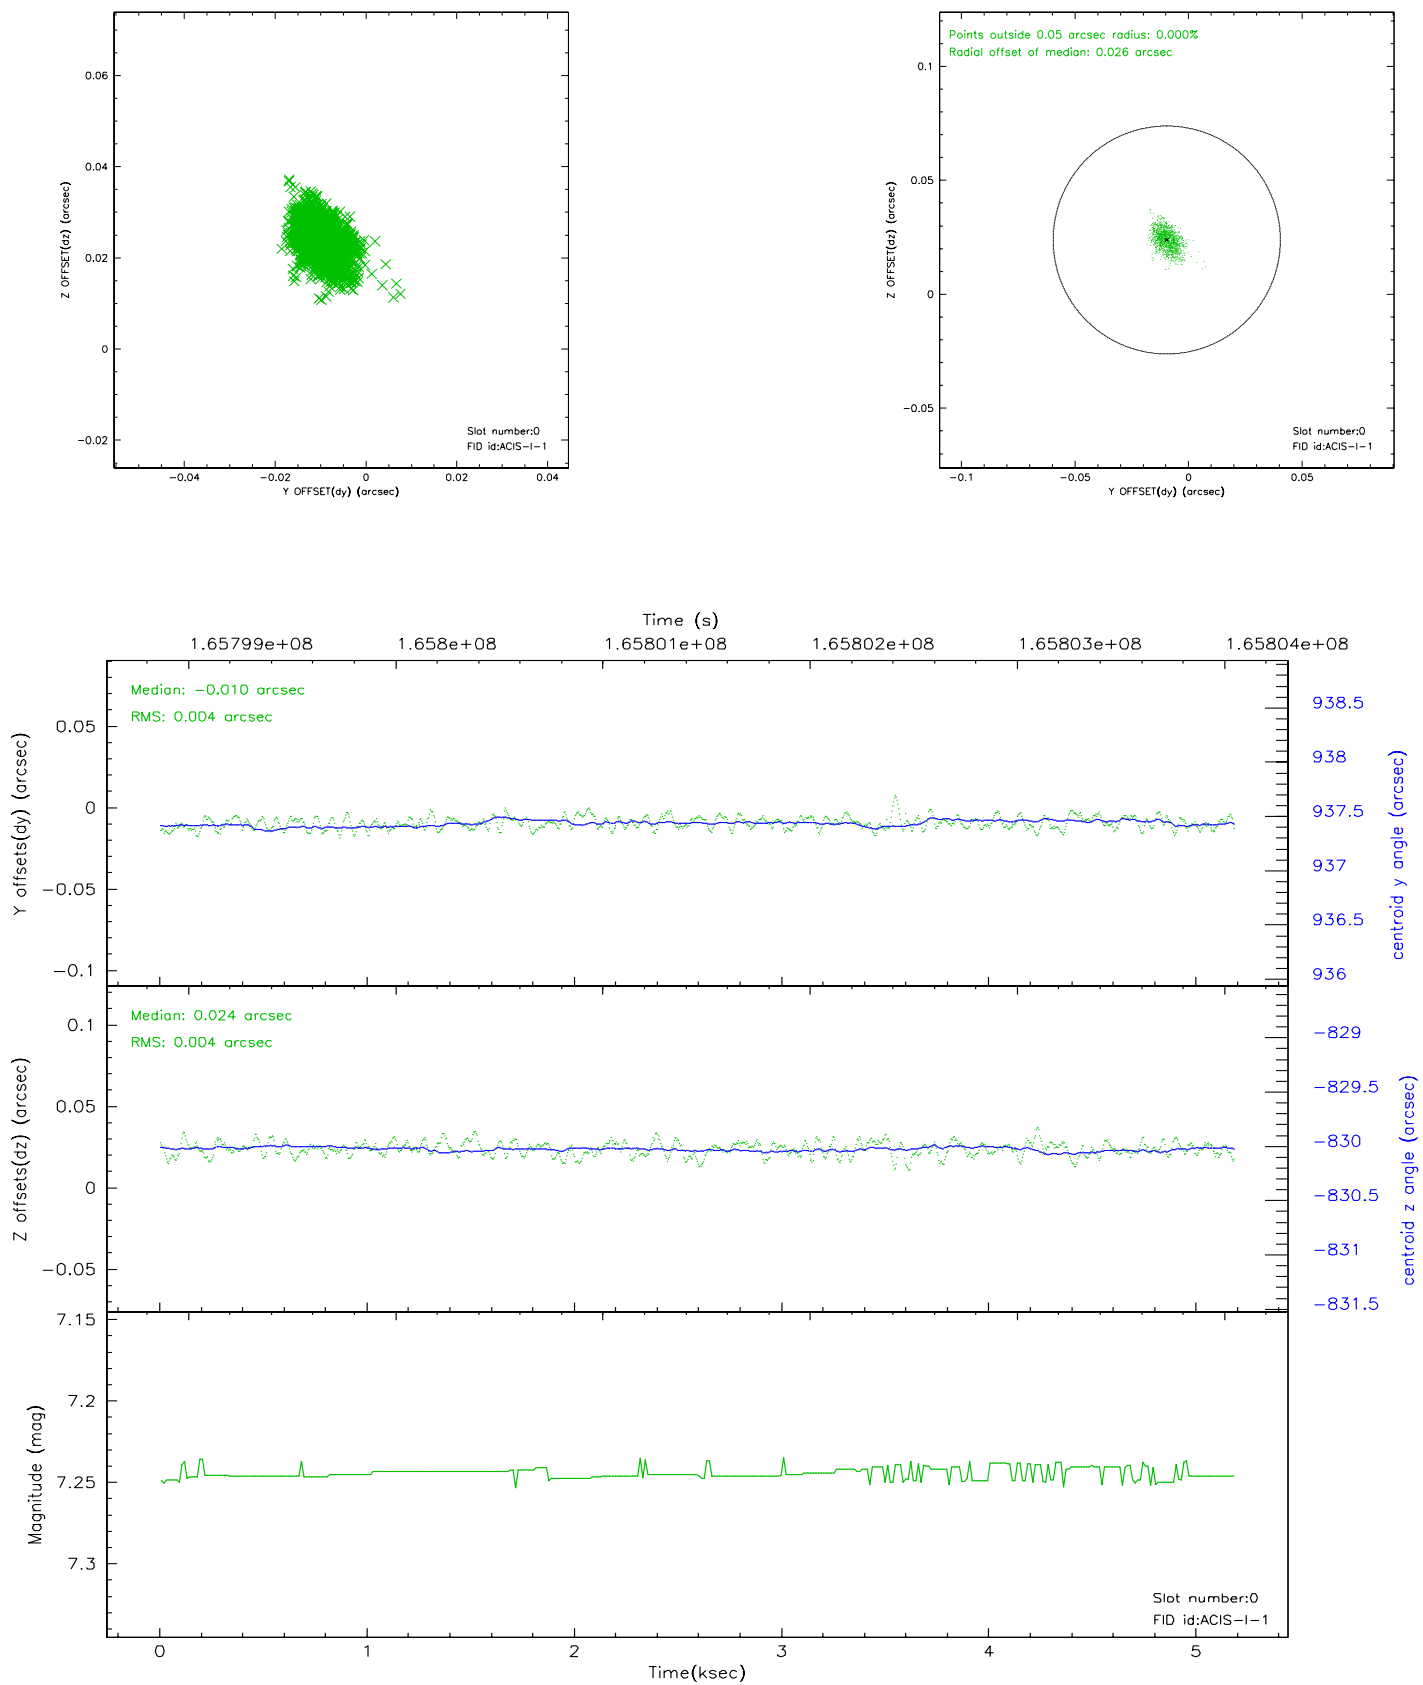 0.06
0.04
0.02
0
−0.02
Z OFFSET(dz) (arcsec)
Slot number:0
FID id:ACIS−I−1
−0.04
−0.02
0
0.02
0.04
Y OFFSET(dy) (arcsec)
Points outside 0.05 arcsec radius: 0.000%
Radial offset of median: 0.026 arcsec
0.1
0.05
0
−0.05
Z OFFSET(dz) (arcsec)
Slot number:0
FID id:ACIS−I−1
−0.1
−0.05
0
0.05
Y OFFSET(dy) (arcsec)
Time (s)
1.65799e+08
1.658e+08
1.65801e+08
1.65802e+08
1.65803e+08
1.65804e+08
Median: −0.010 arcsec
RMS: 0.004 arcsec
0.05
0
−0.05
−0.1
Y offsets(dy) (arcsec)
938.5
938
937.5
937
936.5
936
centroid y angle (arcsec)
Median: 0.024 arcsec
RMS: 0.004 arcsec
0.1
0.05
0
−0.05
Z offsets(dz) (arcsec)
−829
−829.5
−830
−830.5
−831
−831.5
centroid z angle (arcsec)
7.15
7.2
7.25
7.3
Magnitude (mag)
Slot number:0
FID id:ACIS−I−1
0
1
2
3
4
5
Time(ksec)